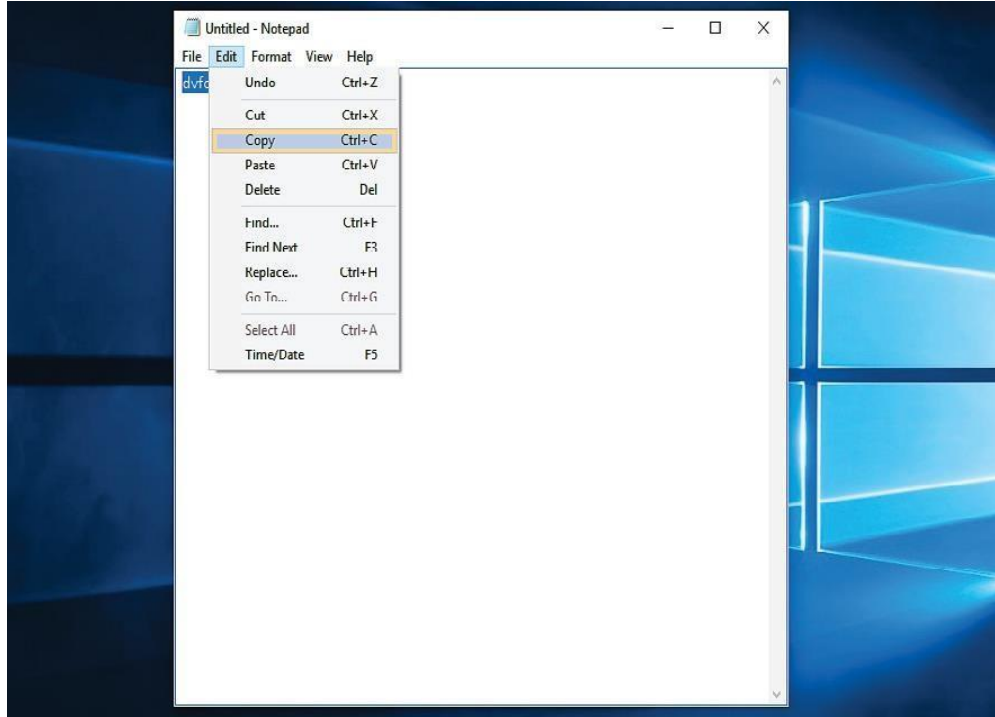 Untitled - Notepad
File Edit Format View Help
Undo Ctrl+Z
Cut Ctrl+X
Copy Ctrl+C
Paste Ctrl+V
Delete Del
Find... Ctrl+F
Find Next F3
Replace... Ctrl+H
Go To... Ctrl+G
Select All Ctrl+A
Time/Date F5